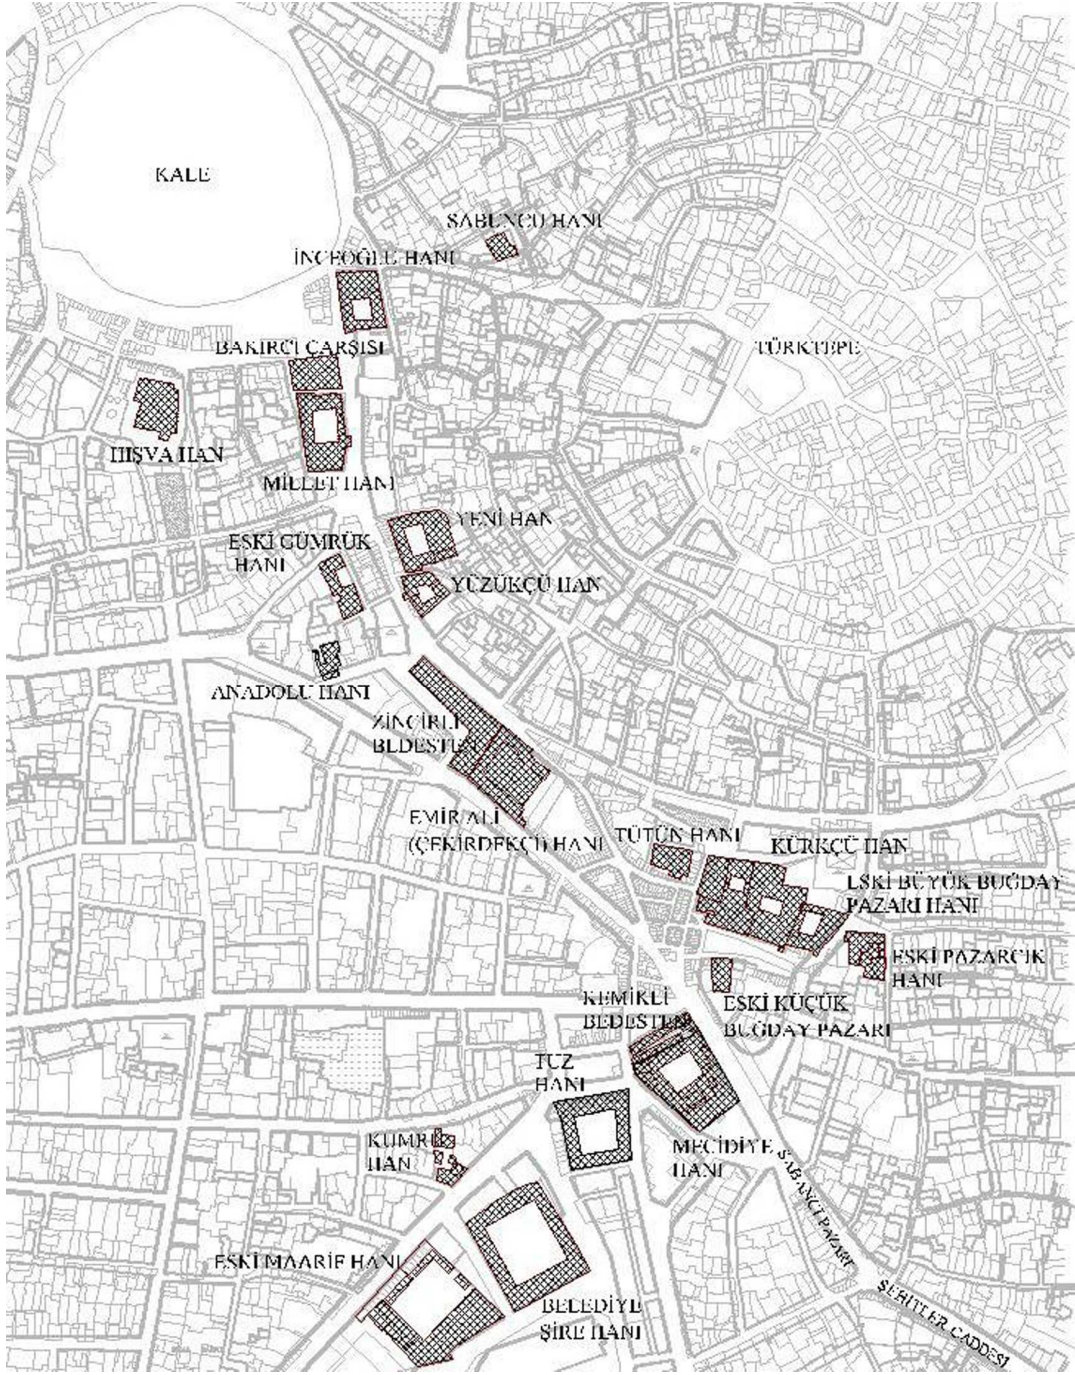 KALE
SABUNCU HANI
İNCEOĞLU HANI
BAKIRCI ÇARŞISI
TÜRKTEPE
HIŞVA HAN
MİLLET HANI
YENİ HAN
ESKİ GÜMRÜK
HANI
YÜZÜKÇÜ HAN
ANADOLU HANI
ZİNCİRLİ
BEDESTEN
EMİR ALİ
(ÇEKİRDEKÇİ) HANI
TÜTÜN HANI
KÜRKÇÜ HAN
ESKİ BÜYÜK BUĞDAY
PAZARI HANI
ESKİ PAZARCIK
HANI
KEMİKLİ
BEDESTEN
ESKİ KÜÇÜK
BUĞDAY PAZARI
TUZ
HANI
KUMRU
HAN
MECİDİYE
HANI
SABANCI PAZARI
ESKİ MAARİF HANI
BELEDİYE
ŞİRE HANI
ŞEHİTLER CADDESİ